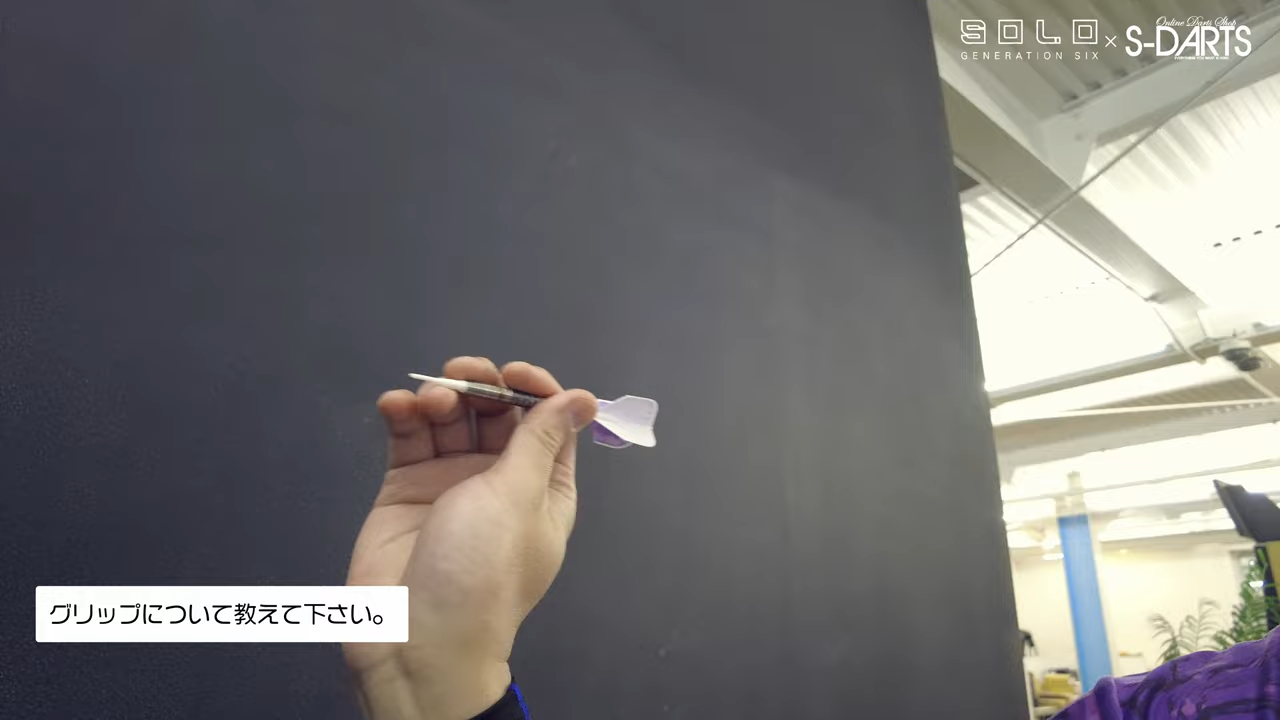 SOLO
GENERATION SIX
×
Online Darts Shop
S-DARTS
グリップについて教えて下さい。